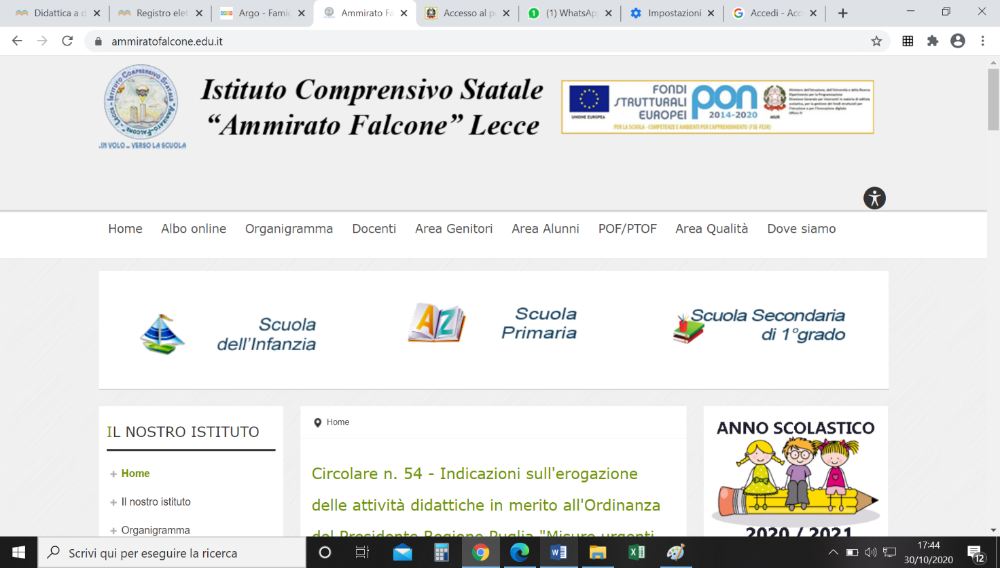 Didattica a d
Registro elet
Argo - Famig
Ammirato Fa
Accesso al p
(1) WhatsAp
Impostazioni
Accedi - Acc
ammiratofalcone.edu.it
Istituto Comprensivo Statale
“Ammirato Falcone” Lecce
..IN VOLO ... VERSO LA SCUOLA
UNIONE EUROPEA
FONDI
STRUTTURALI
EUROPEI
pon
2014-2020
MIUR
PER LA SCUOLA - COMPETENZE E AMBIENTI PER L'APPRENDIMENTO (FSE-FESR)
Home Albo online Organigramma Docenti Area Genitori Area Alunni POF/PTOF Area Qualità Dove siamo
Scuola
dell'Infanzia
AZ
Scuola
Primaria
Scuola Secondaria
di 1°grado
IL NOSTRO ISTITUTO
Home
Il nostro istituto
Organigramma
Home
Circolare n. 54 - Indicazioni sull'erogazione
delle attività didattiche in merito all'Ordinanza
del Presidente Regione Puglia "Misure urgenti
ANNO SCOLASTICO
2020 / 2021
Scrivi qui per eseguire la ricerca
17:44
30/10/2020
12